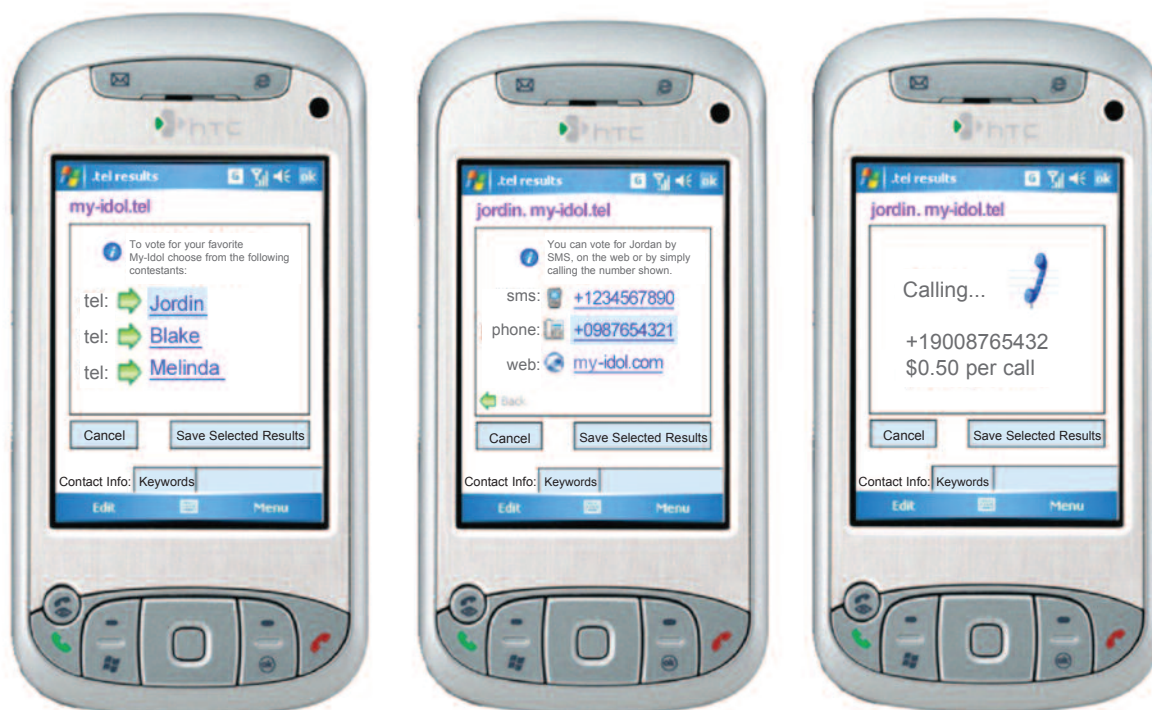 hTC
.tel results
G
ok
my-idol.tel
To vote for your favorite
My-Idol choose from the following
contestants:
tel: Jordin
tel: Blake
tel: Melinda
Cancel
Save Selected Results
Contact Info: Keywords
Edit
Menu
ok
hTC
.tel results
G
ok
jordin. my-idol.tel
You can vote for Jordan by
SMS, on the web or by simply
calling the number shown.
sms: +1234567890
phone: +0987654321
web: my-idol.com
Back
Cancel
Save Selected Results
Contact Info: Keywords
Edit
Menu
ok
hTC
.tel results
G
ok
jordin. my-idol.tel
Calling...
+19008765432
$0.50 per call
Cancel
Save Selected Results
Contact Info: Keywords
Edit
Menu
ok